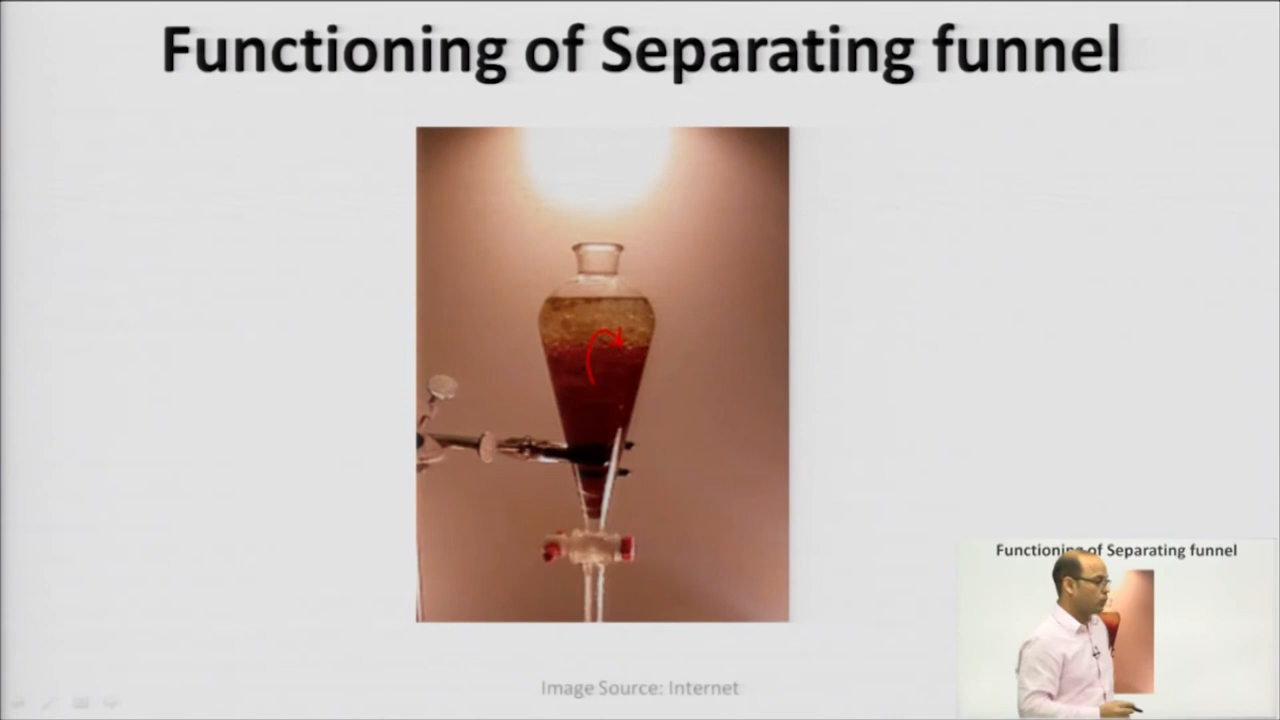 Functioning of Separating funnel
Image Source: Internet
Functioning of Separating funnel